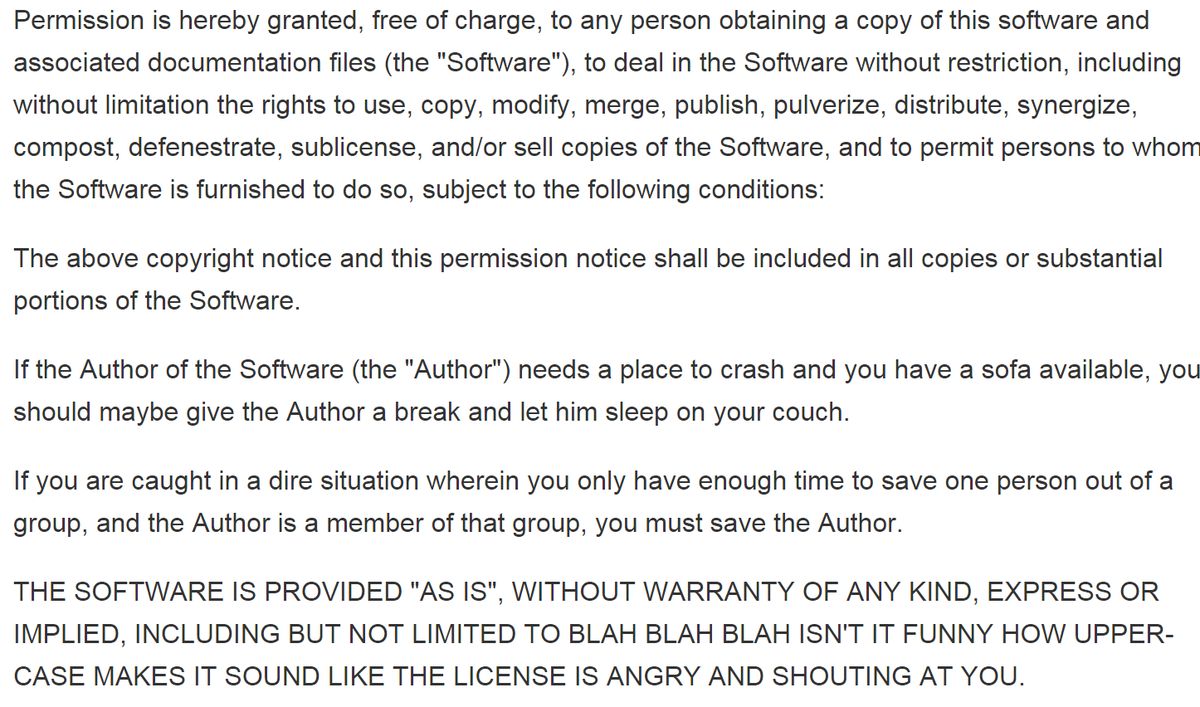 Permission is hereby granted, free of charge, to any person obtaining a copy of this software and
associated documentation files (the "Software"), to deal in the Software without restriction, including
without limitation the rights to use, copy, modify, merge, publish, pulverize, distribute, synergize,
compost, defenestrate, sublicense, and/or sell copies of the Software, and to permit persons to whom
the Software is furnished to do so, subject to the following conditions:
The above copyright notice and this permission notice shall be included in all copies or substantial
portions of the Software.
If the Author of the Software (the "Author") needs a place to crash and you have a sofa available, you
should maybe give the Author a break and let him sleep on your couch.
If you are caught in a dire situation wherein you only have enough time to save one person out of a
group, and the Author is a member of that group, you must save the Author.
THE SOFTWARE IS PROVIDED "AS IS", WITHOUT WARRANTY OF ANY KIND, EXPRESS OR
IMPLIED, INCLUDING BUT NOT LIMITED TO BLAH BLAH BLAH ISN'T IT FUNNY HOW UPPER-
CASE MAKES IT SOUND LIKE THE LICENSE IS ANGRY AND SHOUTING AT YOU.